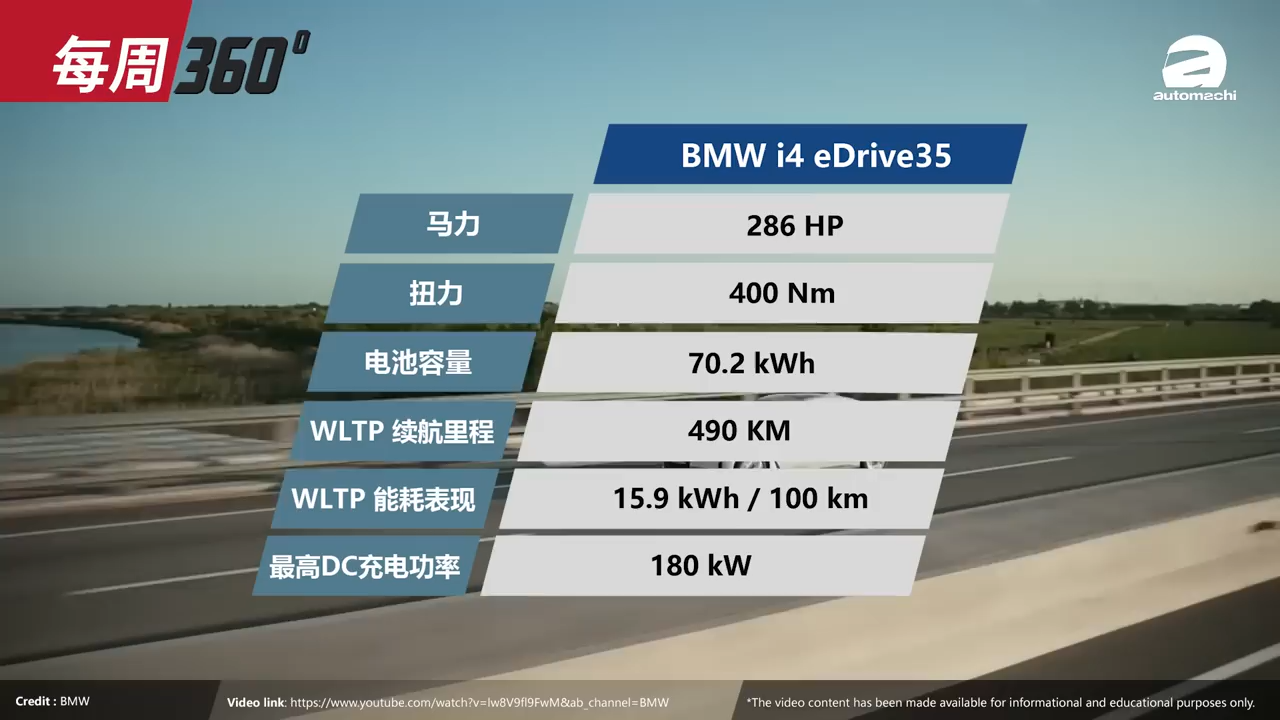 每周360°
automachi
BMW i4 eDrive35
马力 286 HP
扭力 400 Nm
电池容量 70.2 kWh
WLTP 续航里程 490 KM
WLTP 能耗表现 15.9 kWh / 100 km
最高DC充电功率 180 kW
Credit : BMW
Video link: https://www.youtube.com/watch?v=lw8V9fl9FwM&ab_channel=BMW
*The video content has been made available for informational and educational purposes only.